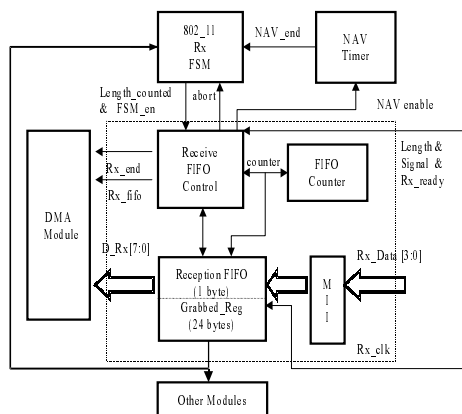 802_11
Rx
FSM
NAV_end
NAV
Timer
Length_counted
& FSM_en
abort
NAV enable
Receive
FIFO
Control
counter
FIFO
Counter
Length &
Signal &
Rx_ready
Rx_end
Rx_fifo
DMA
Module
D_Rx[7:0]
Reception FIFO
(1 byte)
Grabbed_Reg
(24 bytes)
M
I
I
Rx_Data [3:0]
Rx_clk
Other Modules